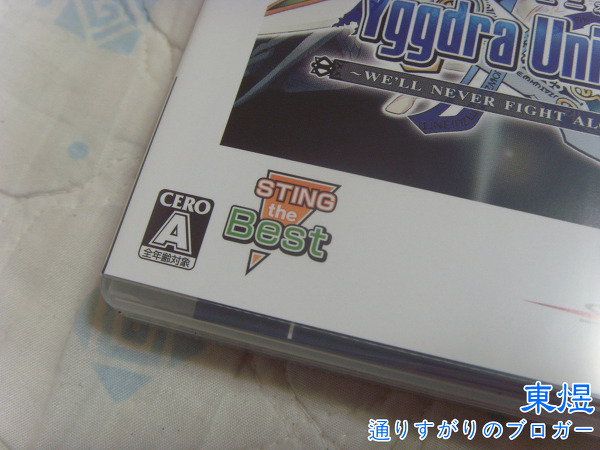 Yggdra Uni
~WE'LL NEVER FIGHT AL
CERO
A
全年齢対象
STING
the
Best
東煜
通りすがりのブロガー